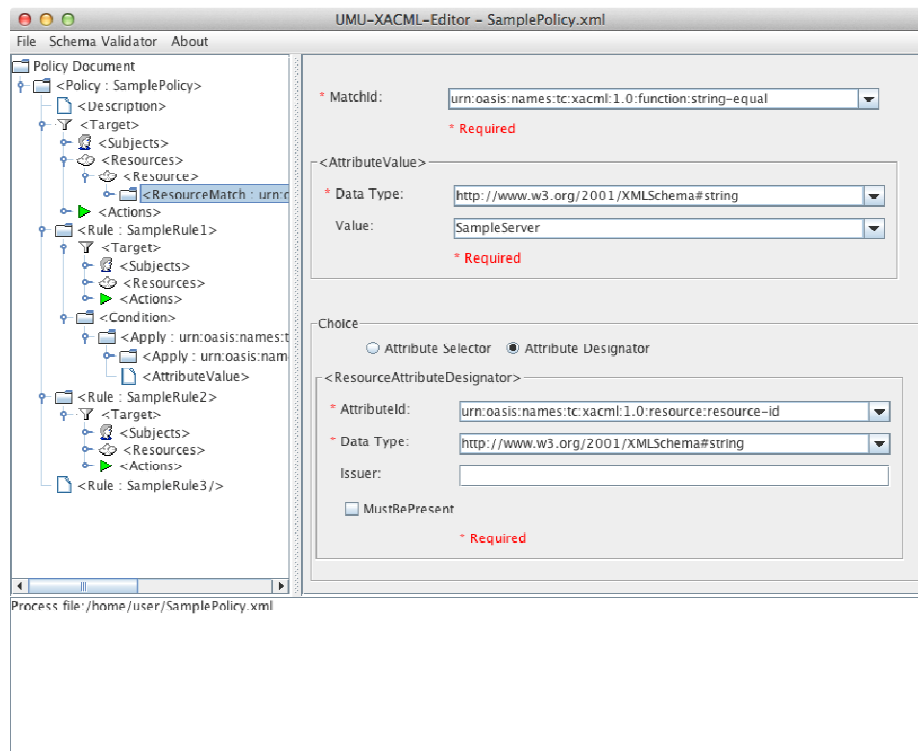 UMU-XACML-Editor – SamplePolicy.xml
File Schema Validator About
Policy Document
<Policy : SamplePolicy>
<Description>
<Target>
<Subjects>
<Resources>
<Resource>
<ResourceMatch : urn:c
<Actions>
<Rule : SampleRule1>
<Target>
<Subjects>
<Resources>
<Actions>
<Condition>
<Apply : urn:oasis:names:t
<Apply : urn:oasis:nam
<AttributeValue>
<Rule : SampleRule2>
<Target>
<Subjects>
<Resources>
<Actions>
<Rule : SampleRule3/>
* MatchId: urn:oasis:names:tc:xacml:1.0:function:string-equal
* Required
<AttributeValue>
* Data Type: http://www.w3.org/2001/XMLSchema#string
Value: SampleServer
* Required
Choice
Attribute Selector Attribute Designator
<ResourceAttributeDesignator>
* AttributeId: urn:oasis:names:tc:xacml:1.0:resource:resource-id
* Data Type: http://www.w3.org/2001/XMLSchema#string
Issuer:
MustBePresent
* Required
Process file:/home/user/SamplePolicy.xml